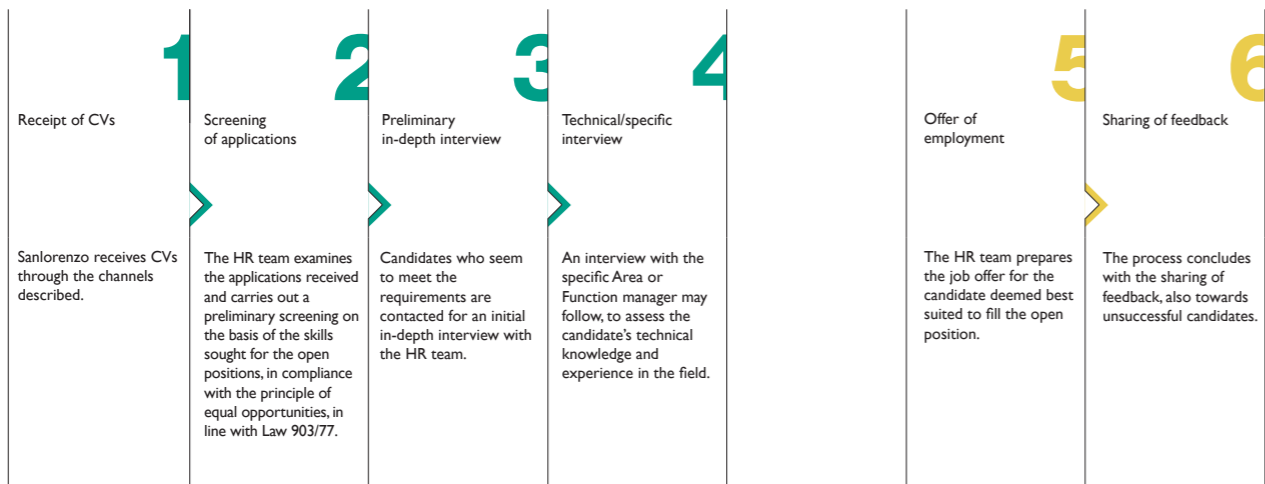 1
Receipt of CVs
Sanlorenzo receives CVs
through the channels
described.
2
Screening
of applications
The HR team examines
the applications received
and carries out a
preliminary screening on
the basis of the skills
sought for the open
positions, in compliance
with the principle of
equal opportunities, in
line with Law 903/77.
3
Preliminary
in-depth interview
Candidates who seem
to meet the
requirements are
contacted for an initial
in-depth interview with
the HR team.
4
Technical/specific
interview
An interview with the
specific Area or
Function manager may
follow, to assess the
candidate’s technical
knowledge and
experience in the field.
5
Offer of
employment
The HR team prepares
the job offer for the
candidate deemed best
suited to fill the open
position.
6
Sharing of feedback
The process concludes
with the sharing of
feedback, also towards
unsuccessful candidates.